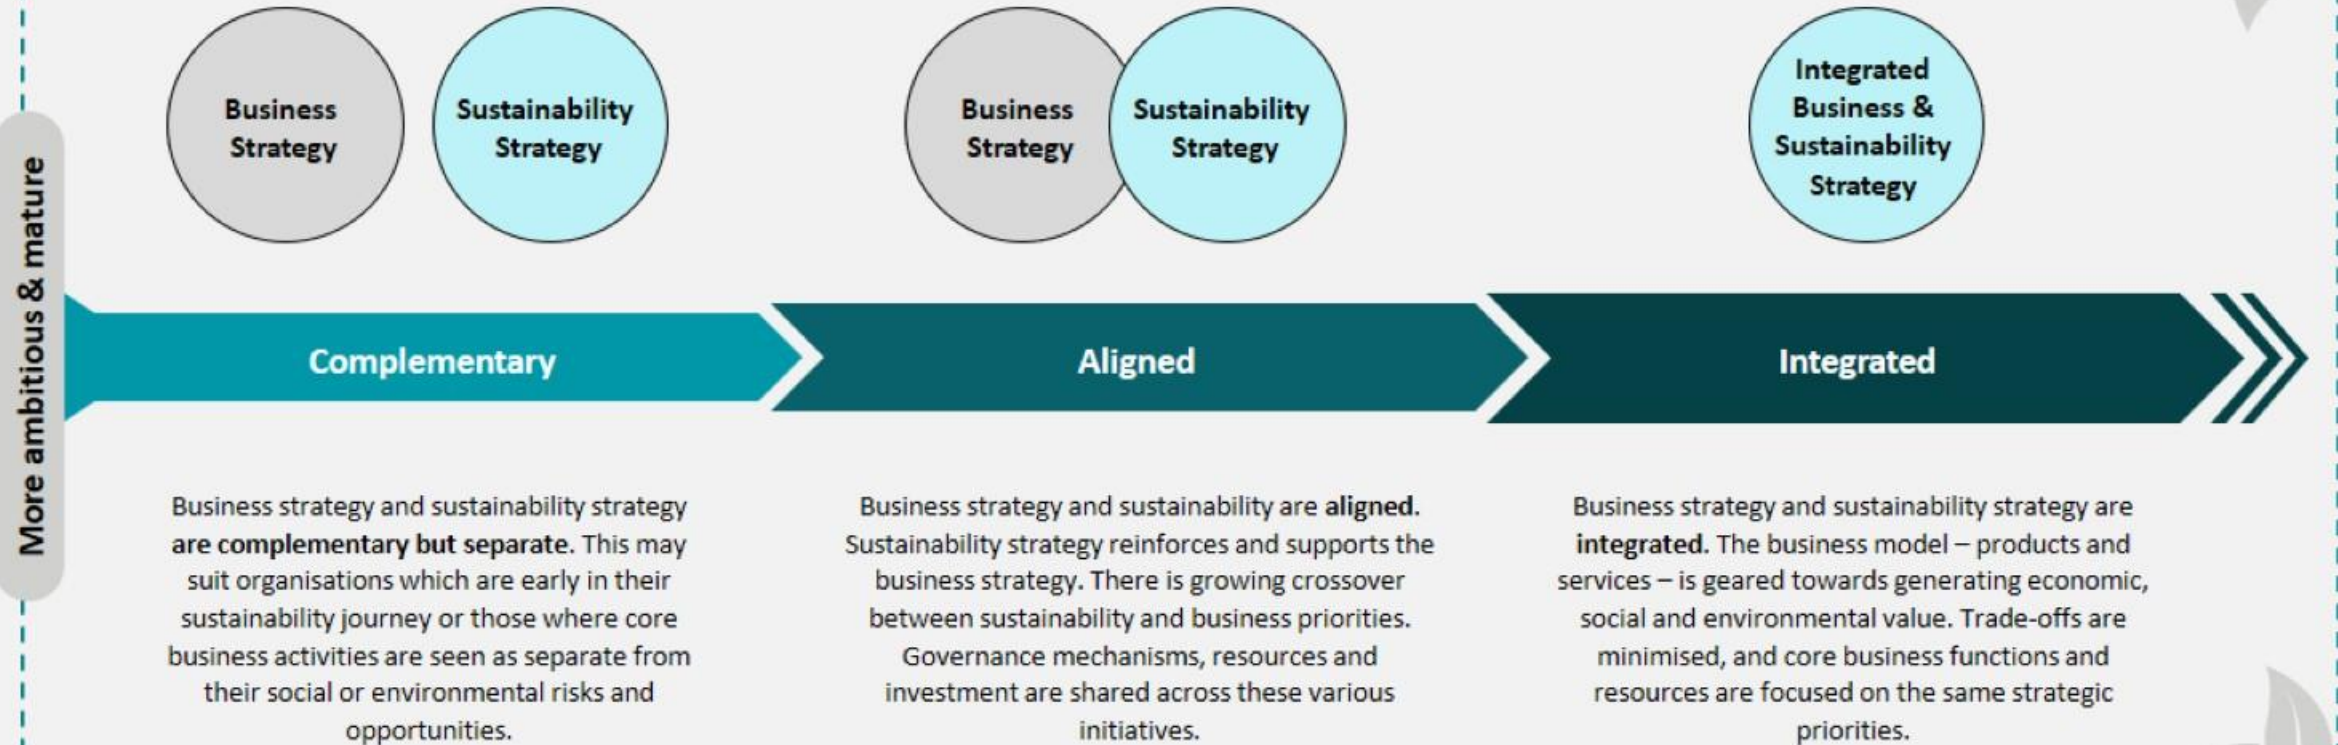 More ambitious & mature
Business
Strategy
Sustainability
Strategy
Business
Strategy
Sustainability
Strategy
Integrated
Business &
Sustainability
Strategy
Complementary
Aligned
Integrated
Business strategy and sustainability strategy
are complementary but separate. This may
suit organisations which are early in their
sustainability journey or those where core
business activities are seen as separate from
their social or environmental risks and
opportunities.
Business strategy and sustainability are aligned.
Sustainability strategy reinforces and supports the
business strategy. There is growing crossover
between sustainability and business priorities.
Governance mechanisms, resources and
investment are shared across these various
initiatives.
Business strategy and sustainability strategy are
integrated. The business model – products and
services – is geared towards generating economic,
social and environmental value. Trade-offs are
minimised, and core business functions and
resources are focused on the same strategic
priorities.